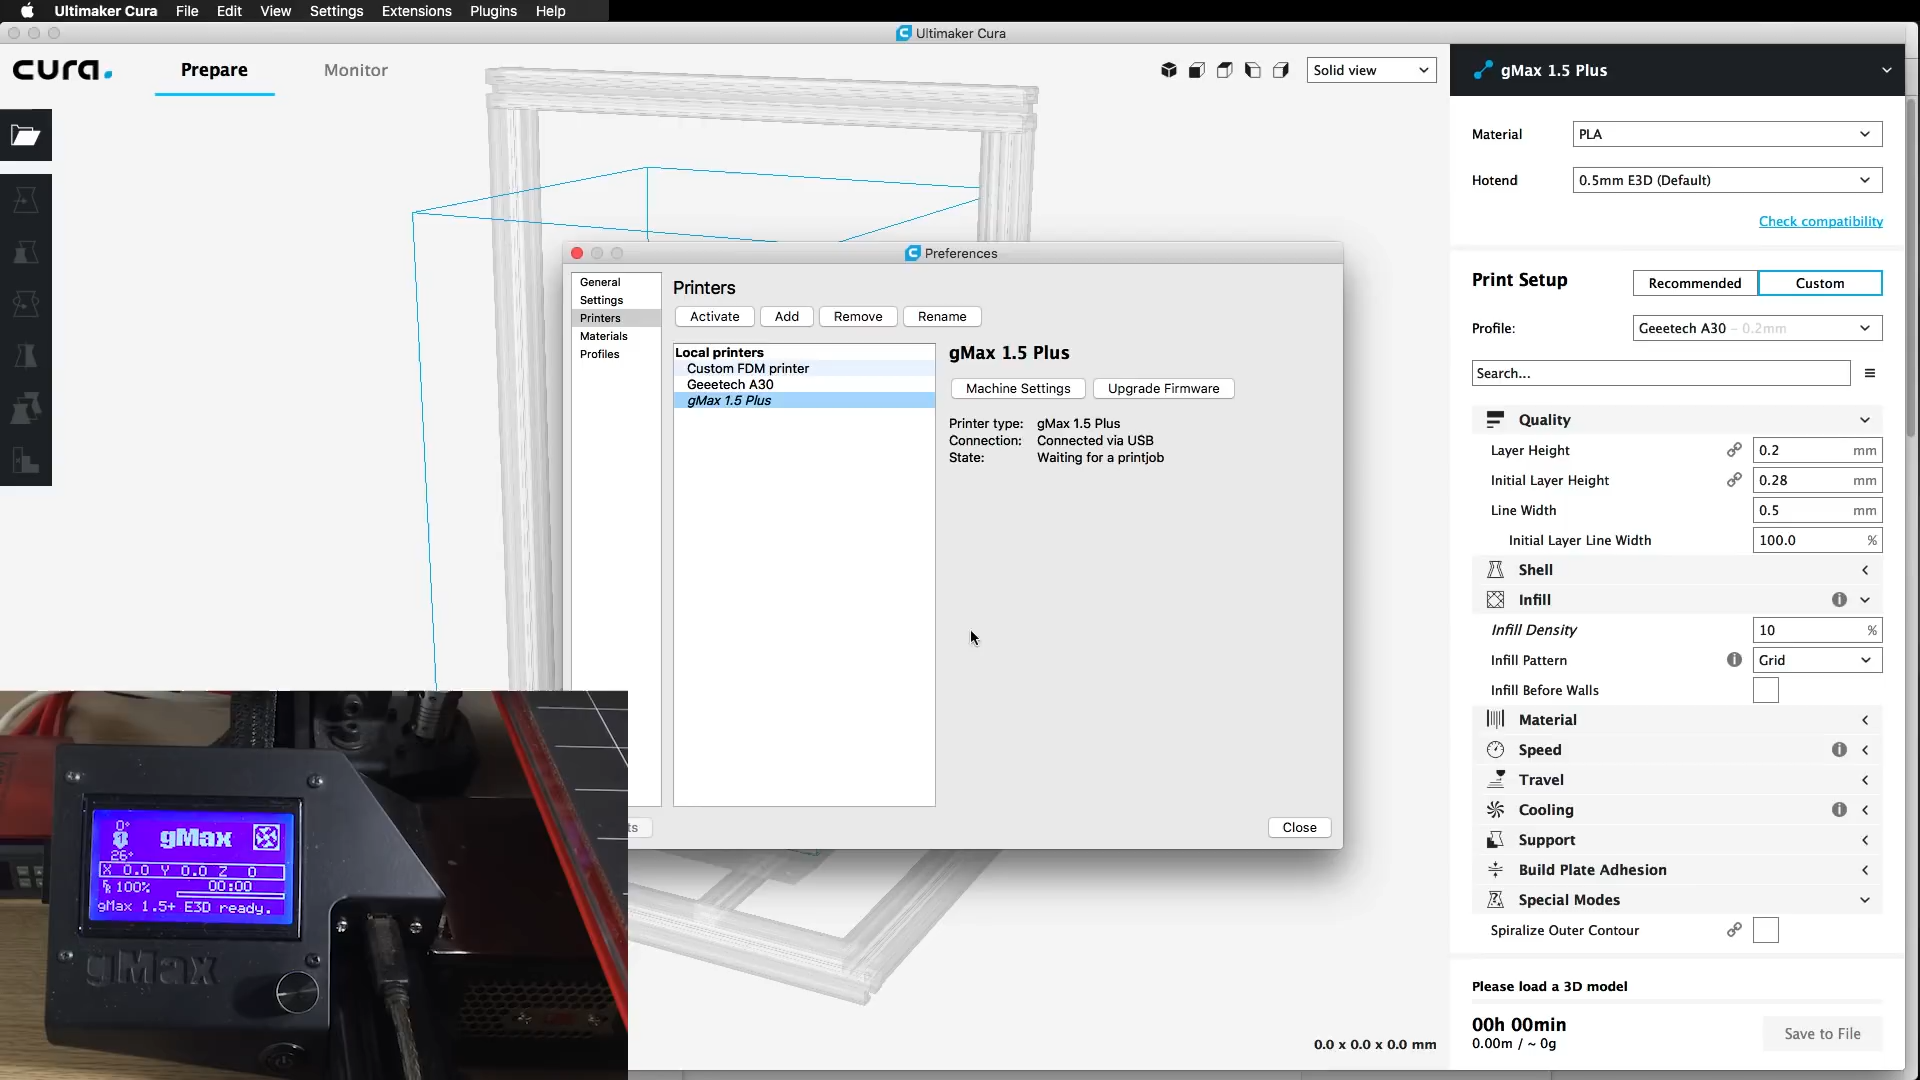 Ultimaker Cura File Edit View Settings Extensions Plugins Help
Ultimaker Cura
cura.
Prepare
Monitor
Solid view
gMax 1.5 Plus
Material PLA
Hotend 0.5mm E3D (Default)
Check compatibility
Print Setup Recommended Custom
Profile: Geeetech A30 - 0.2mm
Search...
Quality
Layer Height 0.2 mm
Initial Layer Height 0.28 mm
Line Width 0.5 mm
Initial Layer Line Width 100.0 %
Shell
Infill
Infill Density 10 %
Infill Pattern Grid
Infill Before Walls
Material
Speed
Travel
Cooling
Support
Build Plate Adhesion
Special Modes
Spiralize Outer Contour
Please load a 3D model
00h 00min
0.00m / ~ 0g
Save to File
0.0 x 0.0 x 0.0 mm
Preferences
General
Settings
Printers
Materials
Profiles
Printers
Activate Add Remove Rename
Local printers
Custom FDM printer
Geeetech A30
gMax 1.5 Plus
gMax 1.5 Plus
Machine Settings Upgrade Firmware
Printer type: gMax 1.5 Plus
Connection: Connected via USB
State: Waiting for a printjob
ts
Close
0°
gMax
26°
X 0.0 Y 0.0 Z 0
FR 100% 00:00
gMax 1.5+ E3D ready.
gMax